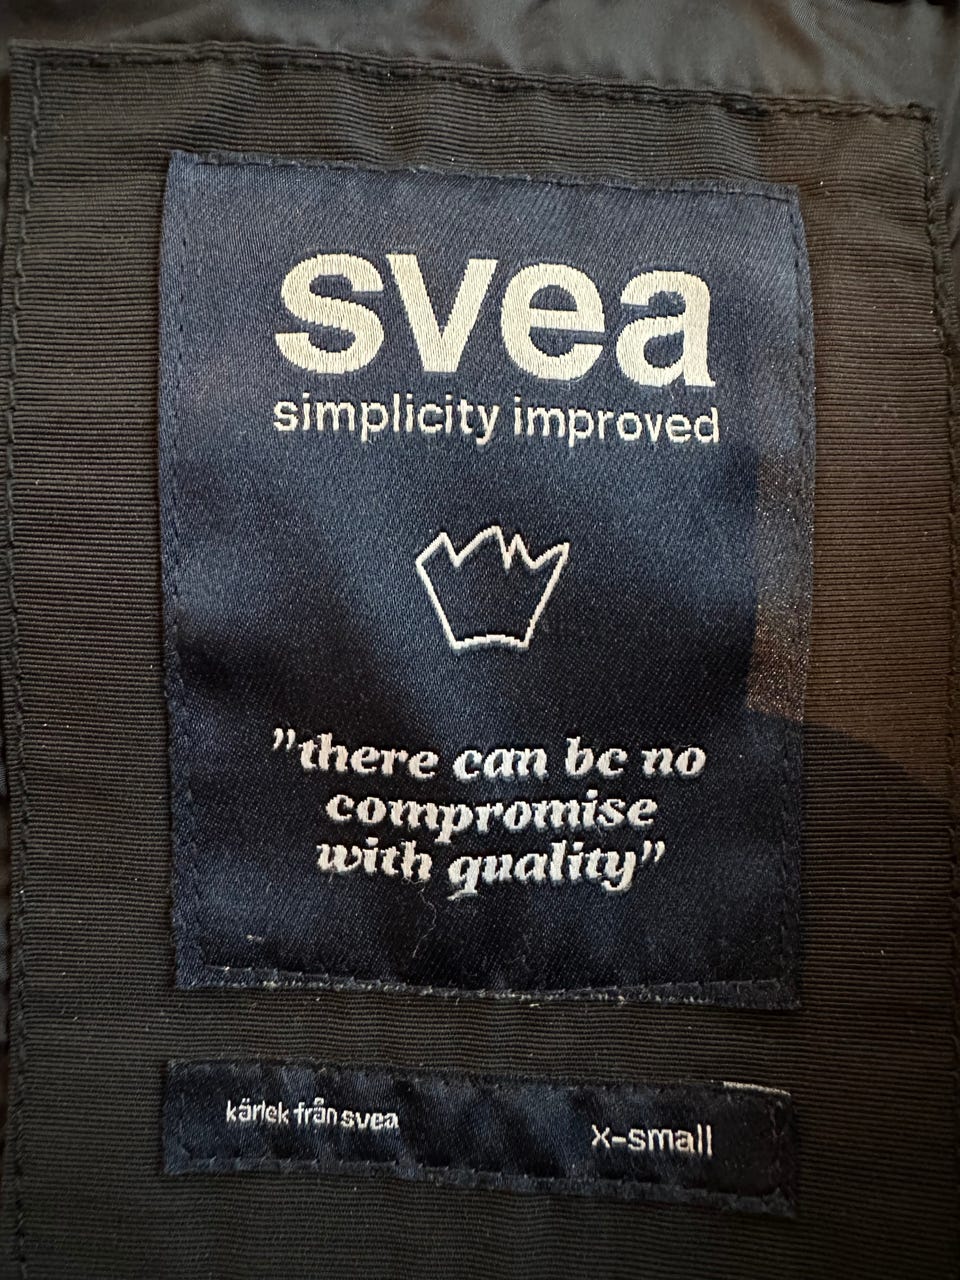 svea
simplicity improved
”there can be no
compromise
with quality”
kärlek från svea
x-small